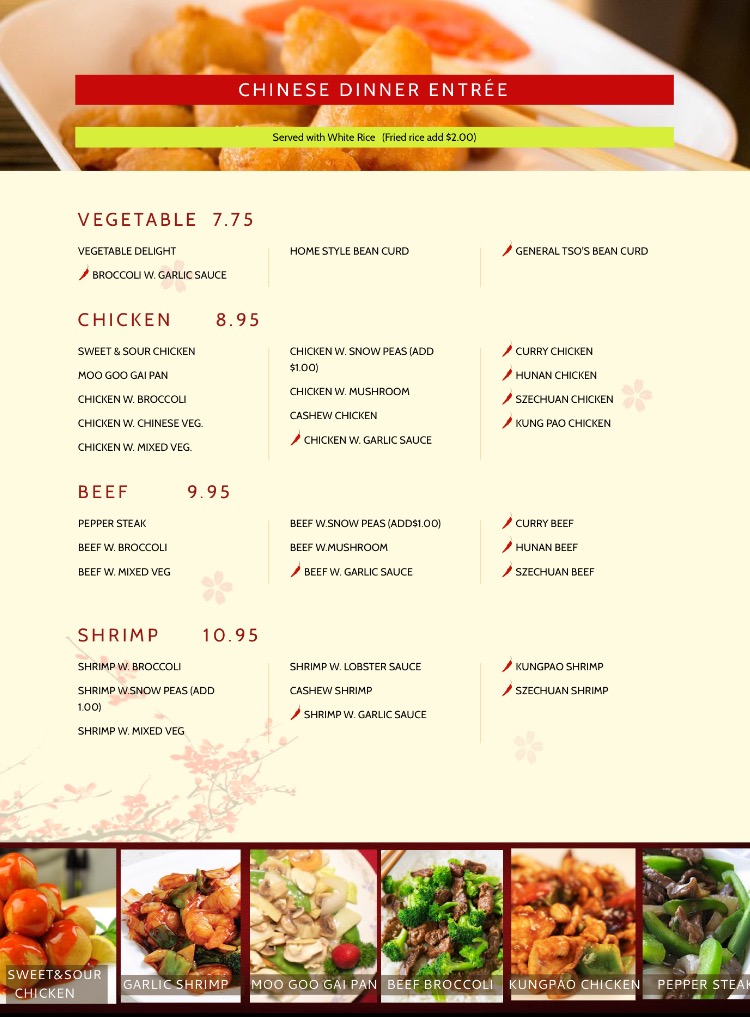 CHINESE DINNER ENTRÉE
Served with White Rice (Fried rice add $2.00)
VEGETABLE 7.75
VEGETABLE DELIGHT
BROCCOLI W. GARLIC SAUCE
HOME STYLE BEAN CURD
GENERAL TSO'S BEAN CURD
CHICKEN 8.95
SWEET & SOUR CHICKEN
MOO GOO GAI PAN
CHICKEN W. BROCCOLI
CHICKEN W. CHINESE VEG.
CHICKEN W. MIXED VEG.
CHICKEN W. SNOW PEAS (ADD
$1.00)
CHICKEN W. MUSHROOM
CASHEW CHICKEN
CHICKEN W. GARLIC SAUCE
CURRY CHICKEN
HUNAN CHICKEN
SZECHUAN CHICKEN
KUNG PAO CHICKEN
BEEF 9.95
PEPPER STEAK
BEEF W. BROCCOLI
BEEF W. MIXED VEG
BEEF W.SNOW PEAS (ADD$1.00)
BEEF W.MUSHROOM
BEEF W. GARLIC SAUCE
CURRY BEEF
HUNAN BEEF
SZECHUAN BEEF
SHRIMP 10.95
SHRIMP W. BROCCOLI
SHRIMP W.SNOW PEAS (ADD
1.00)
SHRIMP W. MIXED VEG
SHRIMP W. LOBSTER SAUCE
CASHEW SHRIMP
SHRIMP W. GARLIC SAUCE
KUNGPAO SHRIMP
SZECHUAN SHRIMP
SWEET&SOUR
CHICKEN
GARLIC SHRIMP
MOO GOO GAI PAN
BEEF BROCCOLI
KUNGPAO CHICKEN
PEPPER STEAK